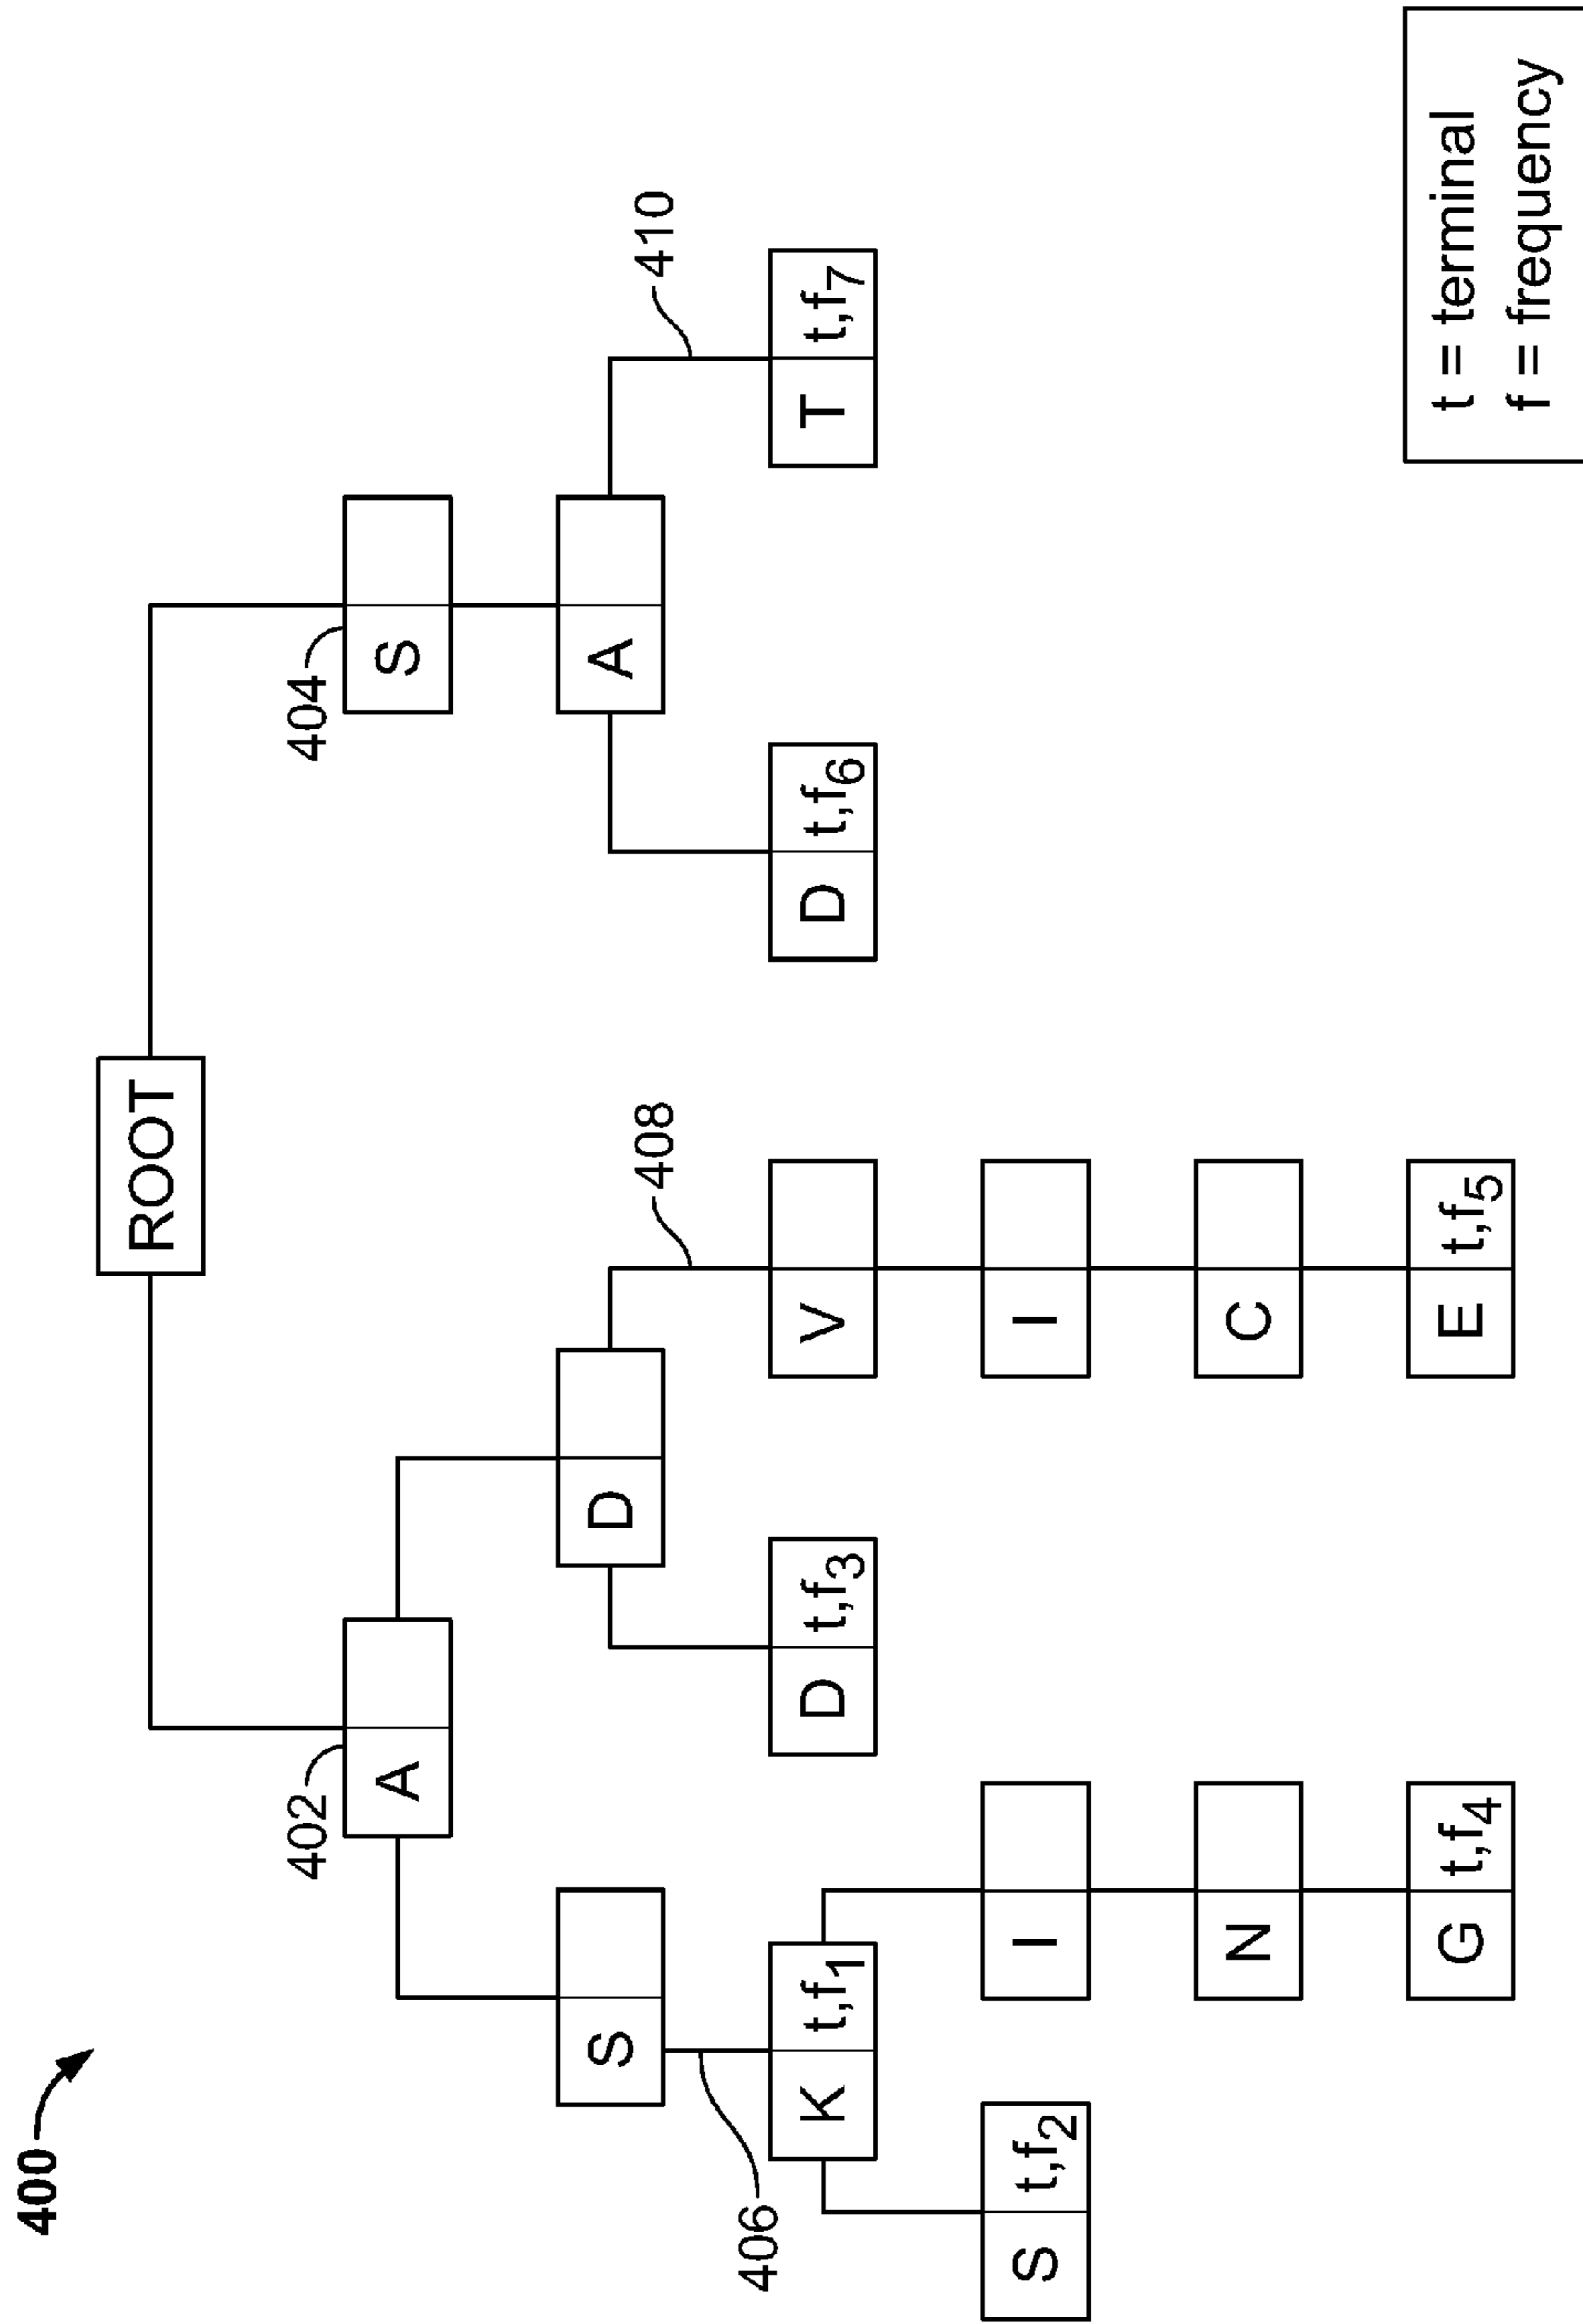 400
ROOT
402
404
A
S
S
D
A
406
408
410
K t,f1
D t,f3
V
D t,f6
T t,f7
S t,f2
I
I
N
C
G t,f4
E t,f5
t = terminal
f = frequency